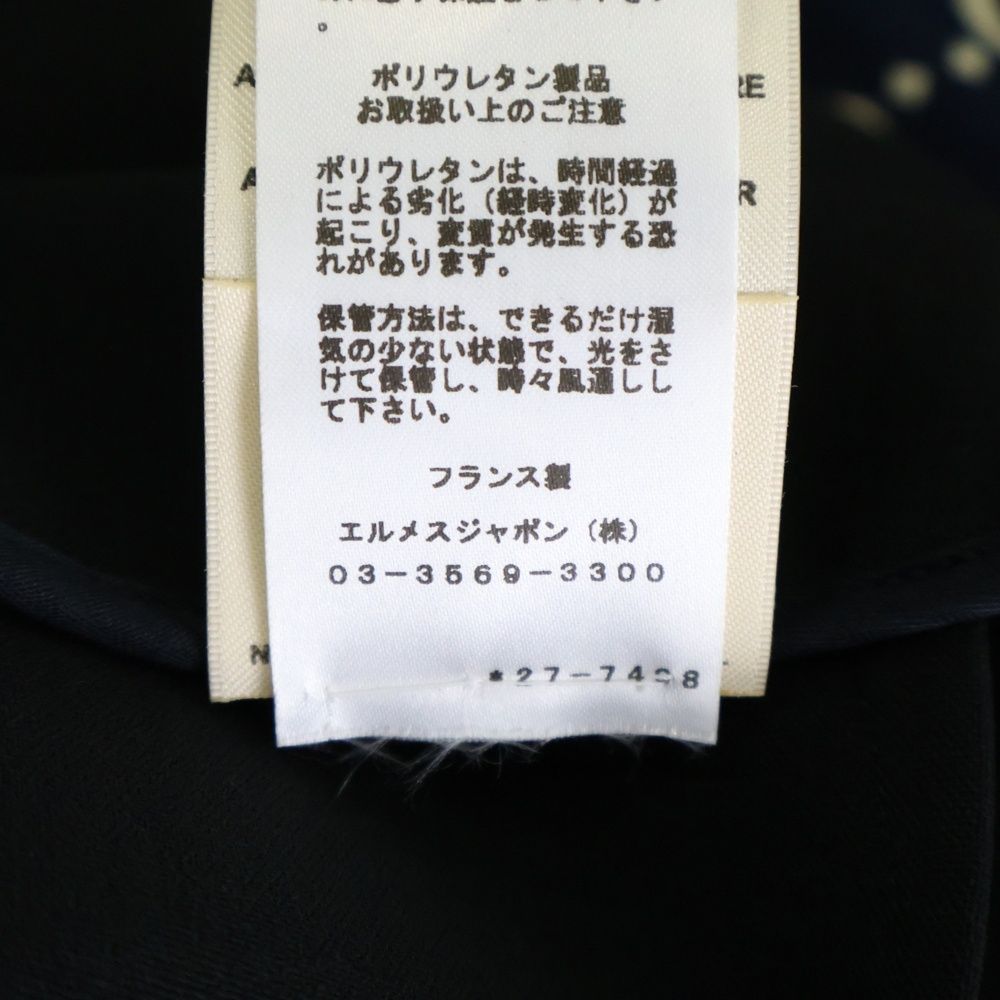 。
ポリウレタン製品
お取扱い上のご注意
ポリウレタンは、時間経過
による劣化（経時変化）が
起こり、変質が発生する恐
れがあります。
保管方法は、できるだけ湿
気の少ない状態で、光をさ
けて保管し、時々風通しし
て下さい。
フランス製
エルメスジャポン（株）
03-3569-3300